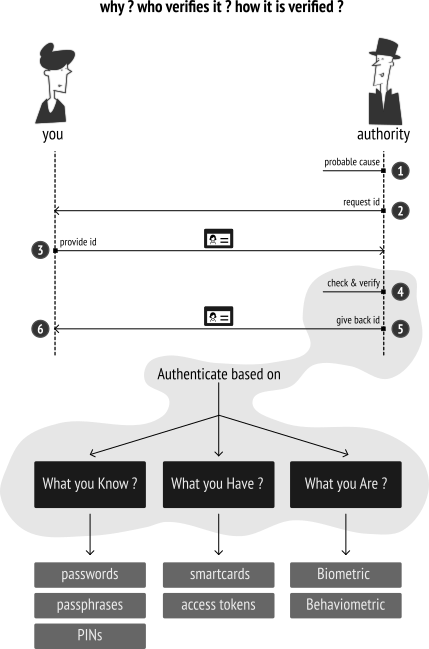 why ? who verifies it ? how it is verified ?
you
authority
probable cause
1
request id
2
3
provide id
check & verify
4
6
give back id
5
Authenticate based on
What you Know ?
What you Have ?
What you Are ?
passwords
smartcards
Biometric
passphrases
access tokens
Behaviometric
PINs